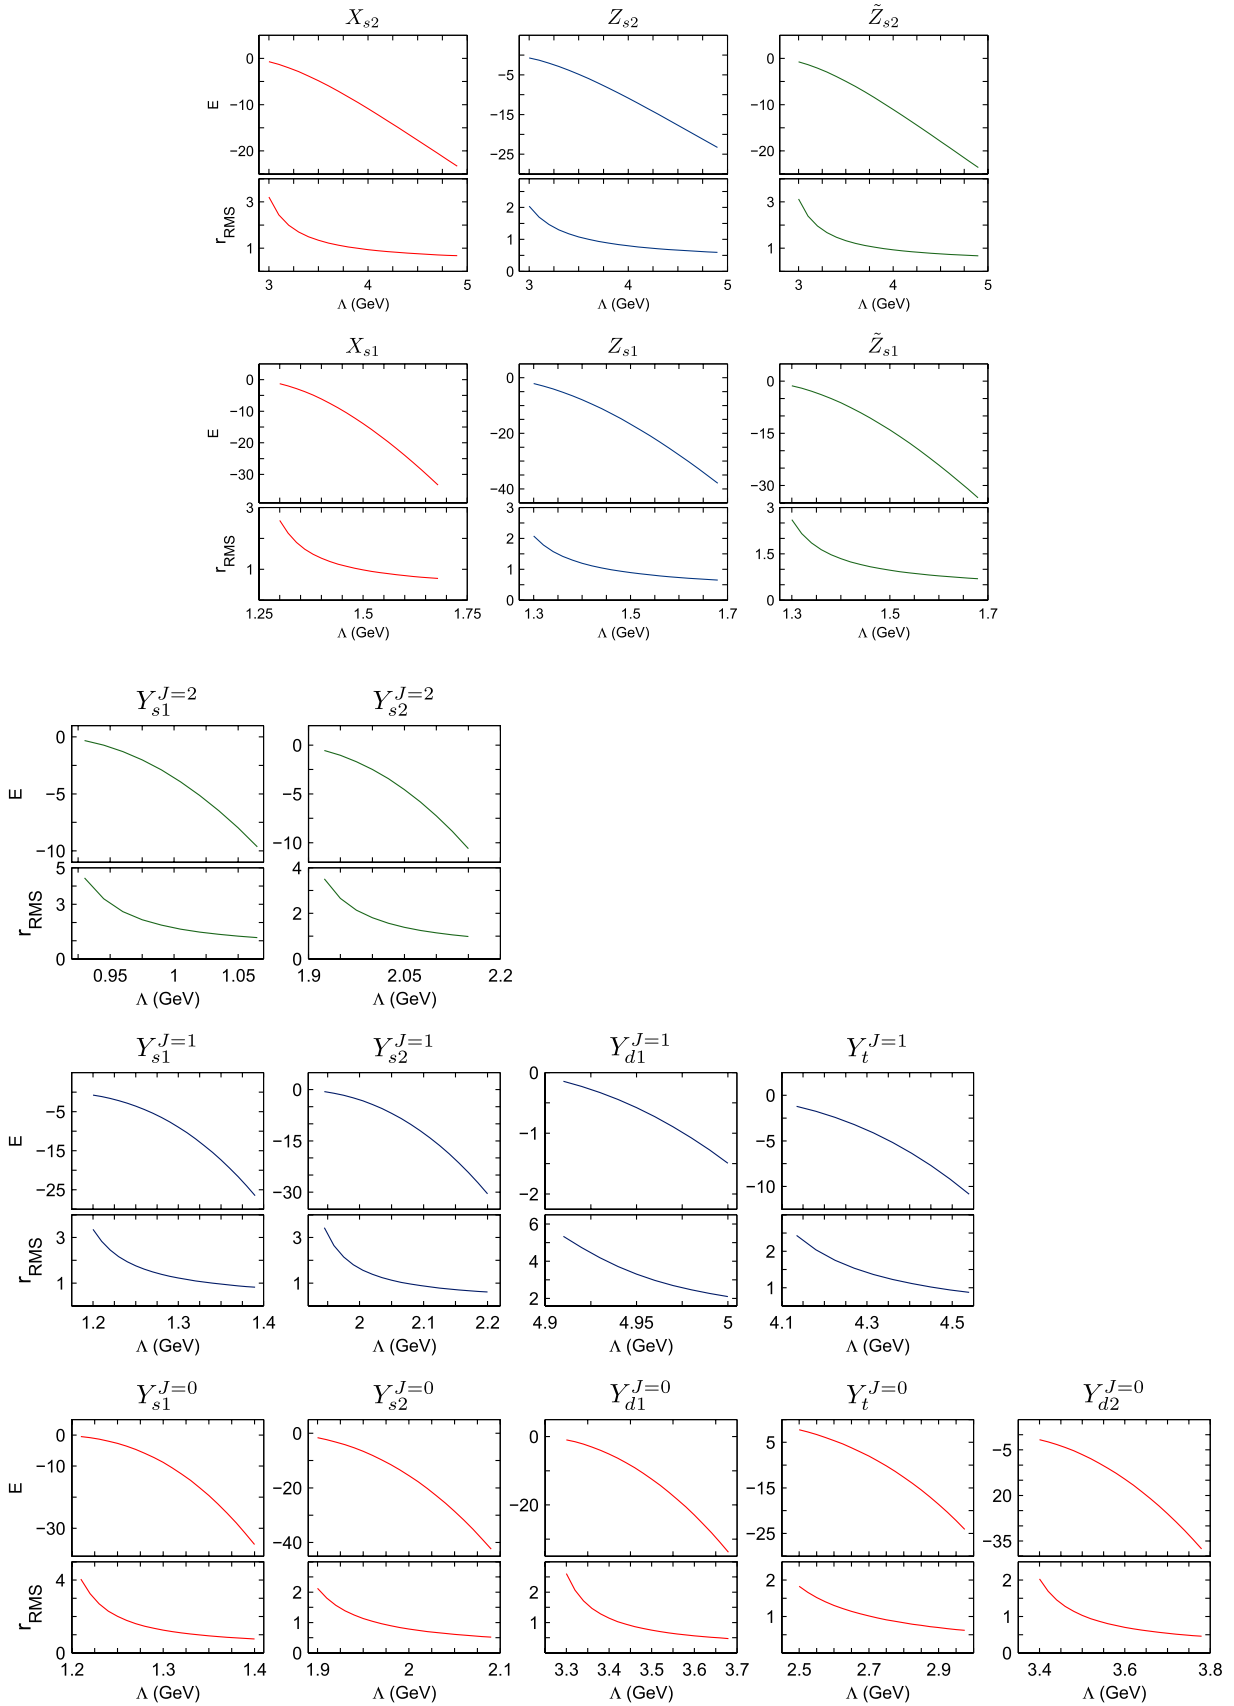 X_{s2} Z_{s2} \tilde{Z}_{s2}
0 −10 −20 E
−5 −15 −25
0 −10 −20
3 1 r_{RMS}
2 1 0
3 1
3 4 5 3 4 5 3 4 5
Λ (GeV) Λ (GeV) Λ (GeV)
X_{s1} Z_{s1} \tilde{Z}_{s1}
0 −10 −20 −30 E
0 −20 −40
0 −15 −30
3 1 r_{RMS}
3 2 1 0
3 1.5 0
1.25 1.5 1.75 1.3 1.5 1.7 1.3 1.5 1.7
Λ (GeV) Λ (GeV) Λ (GeV)
Y_{s1}^{J=2} Y_{s2}^{J=2}
0 −5 −10 E
0 −5 −10
5 3 0 r_{RMS}
4 2 0
0.95 1 1.05 1.9 2.05 2.2
Λ (GeV) Λ (GeV)
Y_{s1}^{J=1} Y_{s2}^{J=1} Y_{d1}^{J=1} Y_{t}^{J=1}
−5 −15 −25 E
0 −15 −30
0 −1 −2
0 −5 −10
3 1 r_{RMS}
3 1
6 4 2
2 1
1.2 1.3 1.4 2 2.1 2.2 4.9 4.95 5 4.1 4.3 4.5
Λ (GeV) Λ (GeV) Λ (GeV) Λ (GeV)
Y_{s1}^{J=0} Y_{s2}^{J=0} Y_{d1}^{J=0} Y_{t}^{J=0} Y_{d2}^{J=0}
0 −10 −30 E
0 −20 −40
0 −20
5 −15 −25
−5 20 −35
4 2 0 r_{RMS}
2 1 0
2 1
2 1
2 1
1.2 1.3 1.4 1.9 2 2.1 3.3 3.4 3.5 3.6 3.7 2.5 2.7 2.9 3.4 3.6 3.8
Λ (GeV) Λ (GeV) Λ (GeV) Λ (GeV) Λ (GeV)